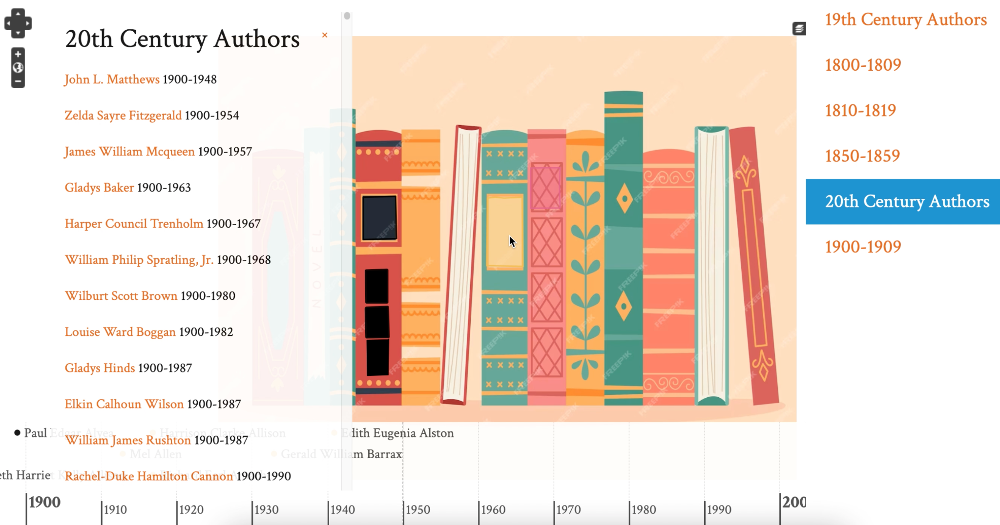 20th Century Authors ×
John L. Matthews 1900-1948
Zelda Sayre Fitzgerald 1900-1954
James William Mcqueen 1900-1957
Gladys Baker 1900-1963
Harper Council Trenholm 1900-1967
William Philip Spratling, Jr. 1900-1968
Wilburt Scott Brown 1900-1980
Louise Ward Boggan 1900-1982
Gladys Hinds 1900-1987
Elkin Calhoun Wilson 1900-1987
William James Rushton 1900-1987
Rachel-Duke Hamilton Cannon 1900-1990
NOVEL
FREEPIK
Paul Edgar Alyea
Harrison Clarke Allison
Edith Eugenia Alston
Mel Allen
Gerald William Barrax
eth Harriet
1900
1910
1920
1930
1940
1950
1960
1970
1980
1990
200
19th Century Authors
1800-1809
1810-1819
1850-1859
20th Century Authors
1900-1909